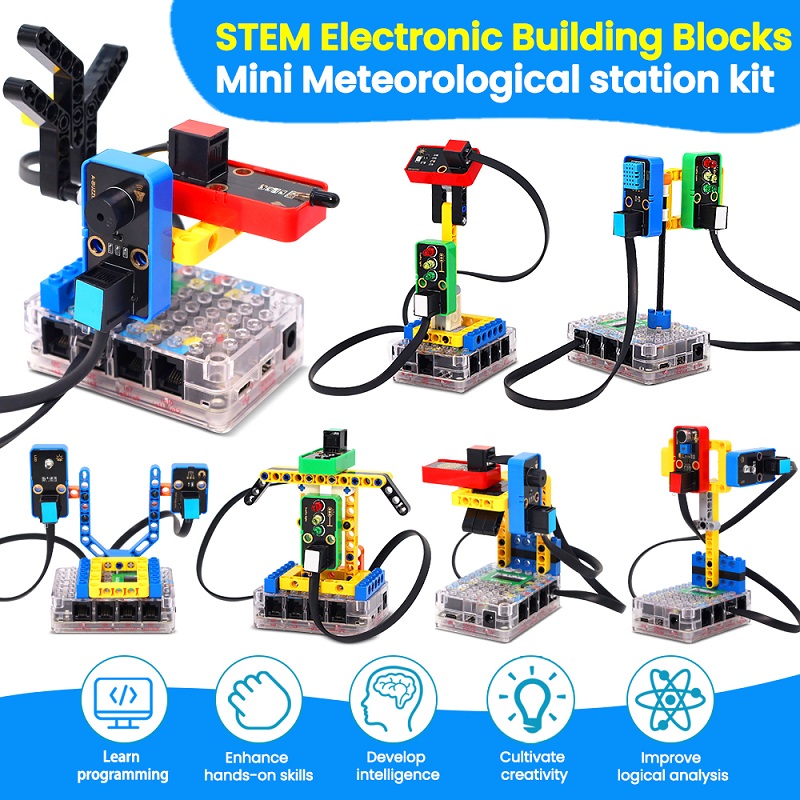 STEM Electronic Building Blocks
Mini Meteorological station kit
Learn
programming
Enhance
hands-on skills
Develop
intelligence
Cultivate
creativity
Improve
logical analysis